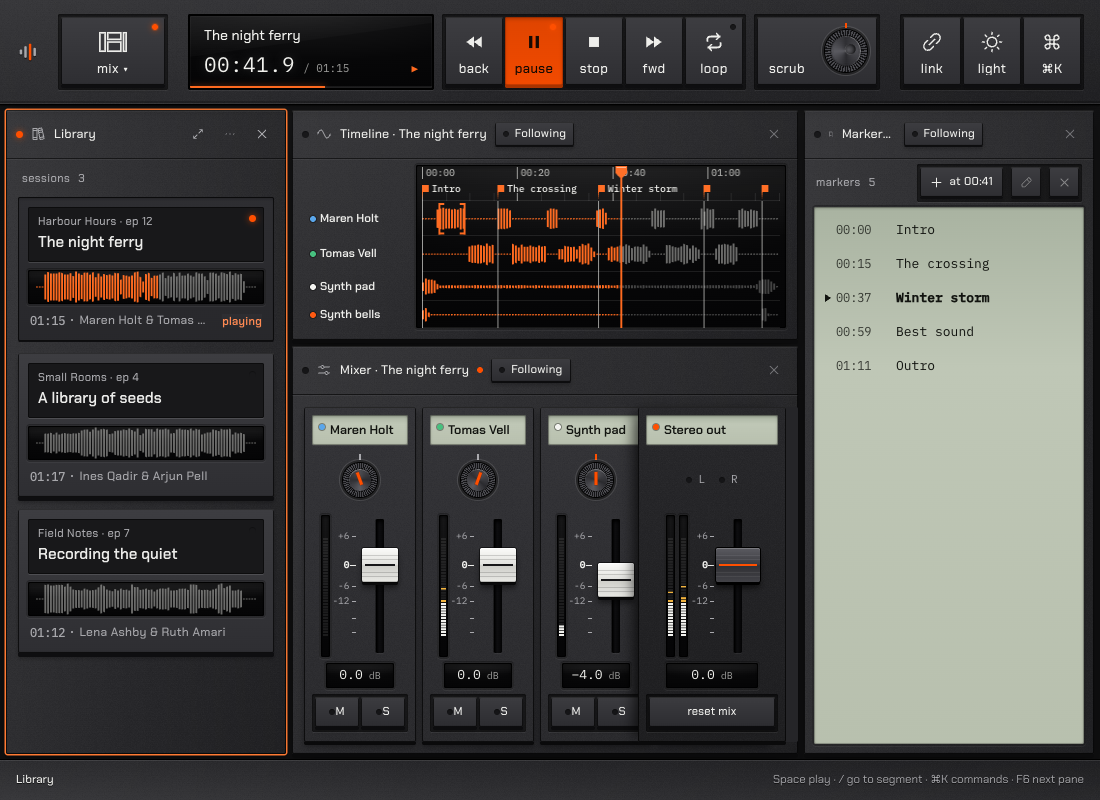 mix ▾
The night ferry
00:41.9 / 01:15
back
pause
stop
fwd
loop
scrub
link
light
⌘
⌘K
Library
sessions 3
Harbour Hours · ep 12
The night ferry
01:15 · Maren Holt & Tomas ... playing
Small Rooms · ep 4
A library of seeds
01:17 · Ines Qadir & Arjun Pell
Field Notes · ep 7
Recording the quiet
01:12 · Lena Ashby & Ruth Amari
Timeline · The night ferry Following
00:00 00:20 :40 01:00
Intro The crossing Winter storm
Maren Holt
Tomas Vell
Synth pad
Synth bells
Mixer · The night ferry Following
Maren Holt
+6
0
-6
-12
0.0 dB
M S
Tomas Vell
+6
0
-6
-12
0.0 dB
M S
Synth pad
+6
0
-6
-12
−4.0 dB
M S
Stereo out
L R
+6
0
-6
-12
0.0 dB
reset mix
Marker... Following
markers 5
+ at 00:41
00:00 Intro
00:15 The crossing
00:37 Winter storm
00:59 Best sound
01:11 Outro
Library
Space play · / go to segment · ⌘K commands · F6 next pane